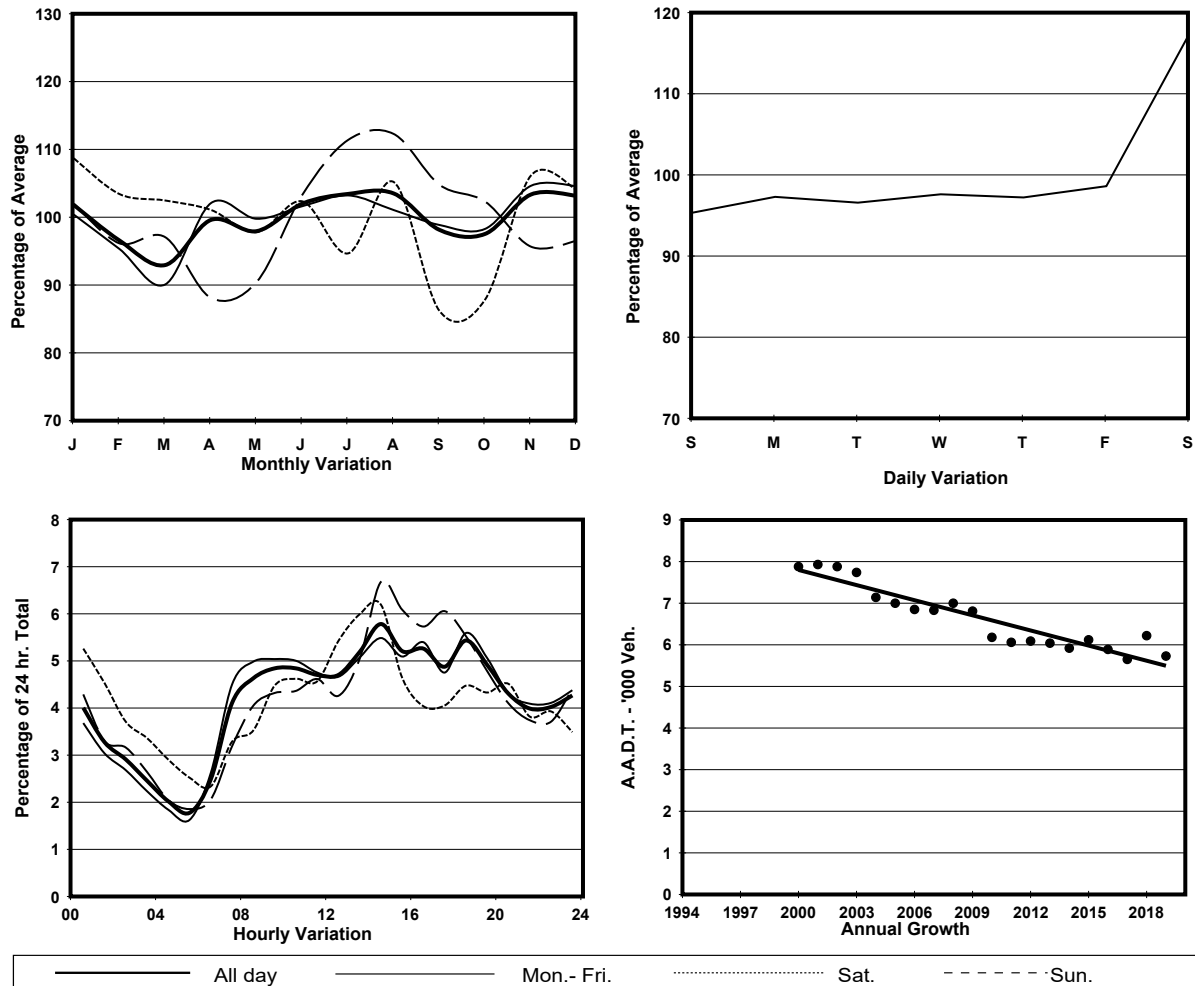 130
120
110
100
90
80
70
Percentage of Average
J F M A M J J A S O N D
Monthly Variation
120
110
100
90
80
70
Percentage of Average
S M T W T F S
Daily Variation
8
7
6
5
4
3
2
1
0
Percentage of 24 hr. Total
00 04 08 12 16 20 24
Hourly Variation
9
8
7
6
5
4
3
2
1
0
A.A.D.T. - '000 Veh.
1994 1997 2000 2003 2006 2009 2012 2015 2018
Annual Growth
All day Mon.- Fri. Sat. Sun.